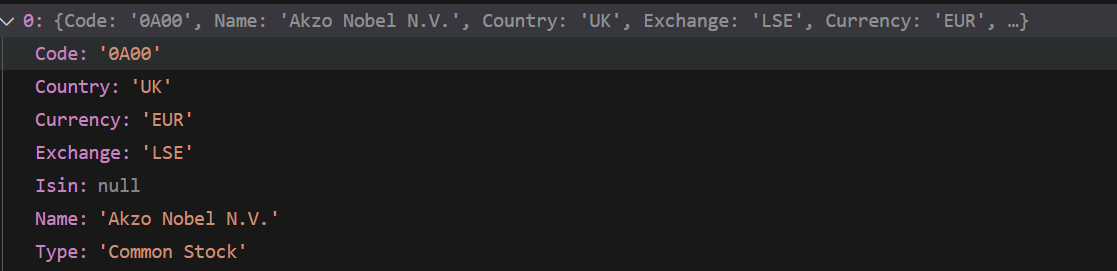 0: {Code: '0A00', Name: 'Akzo Nobel N.V.', Country: 'UK', Exchange: 'LSE', Currency: 'EUR', …}
Code: '0A00'
Country: 'UK'
Currency: 'EUR'
Exchange: 'LSE'
Isin: null
Name: 'Akzo Nobel N.V.'
Type: 'Common Stock'